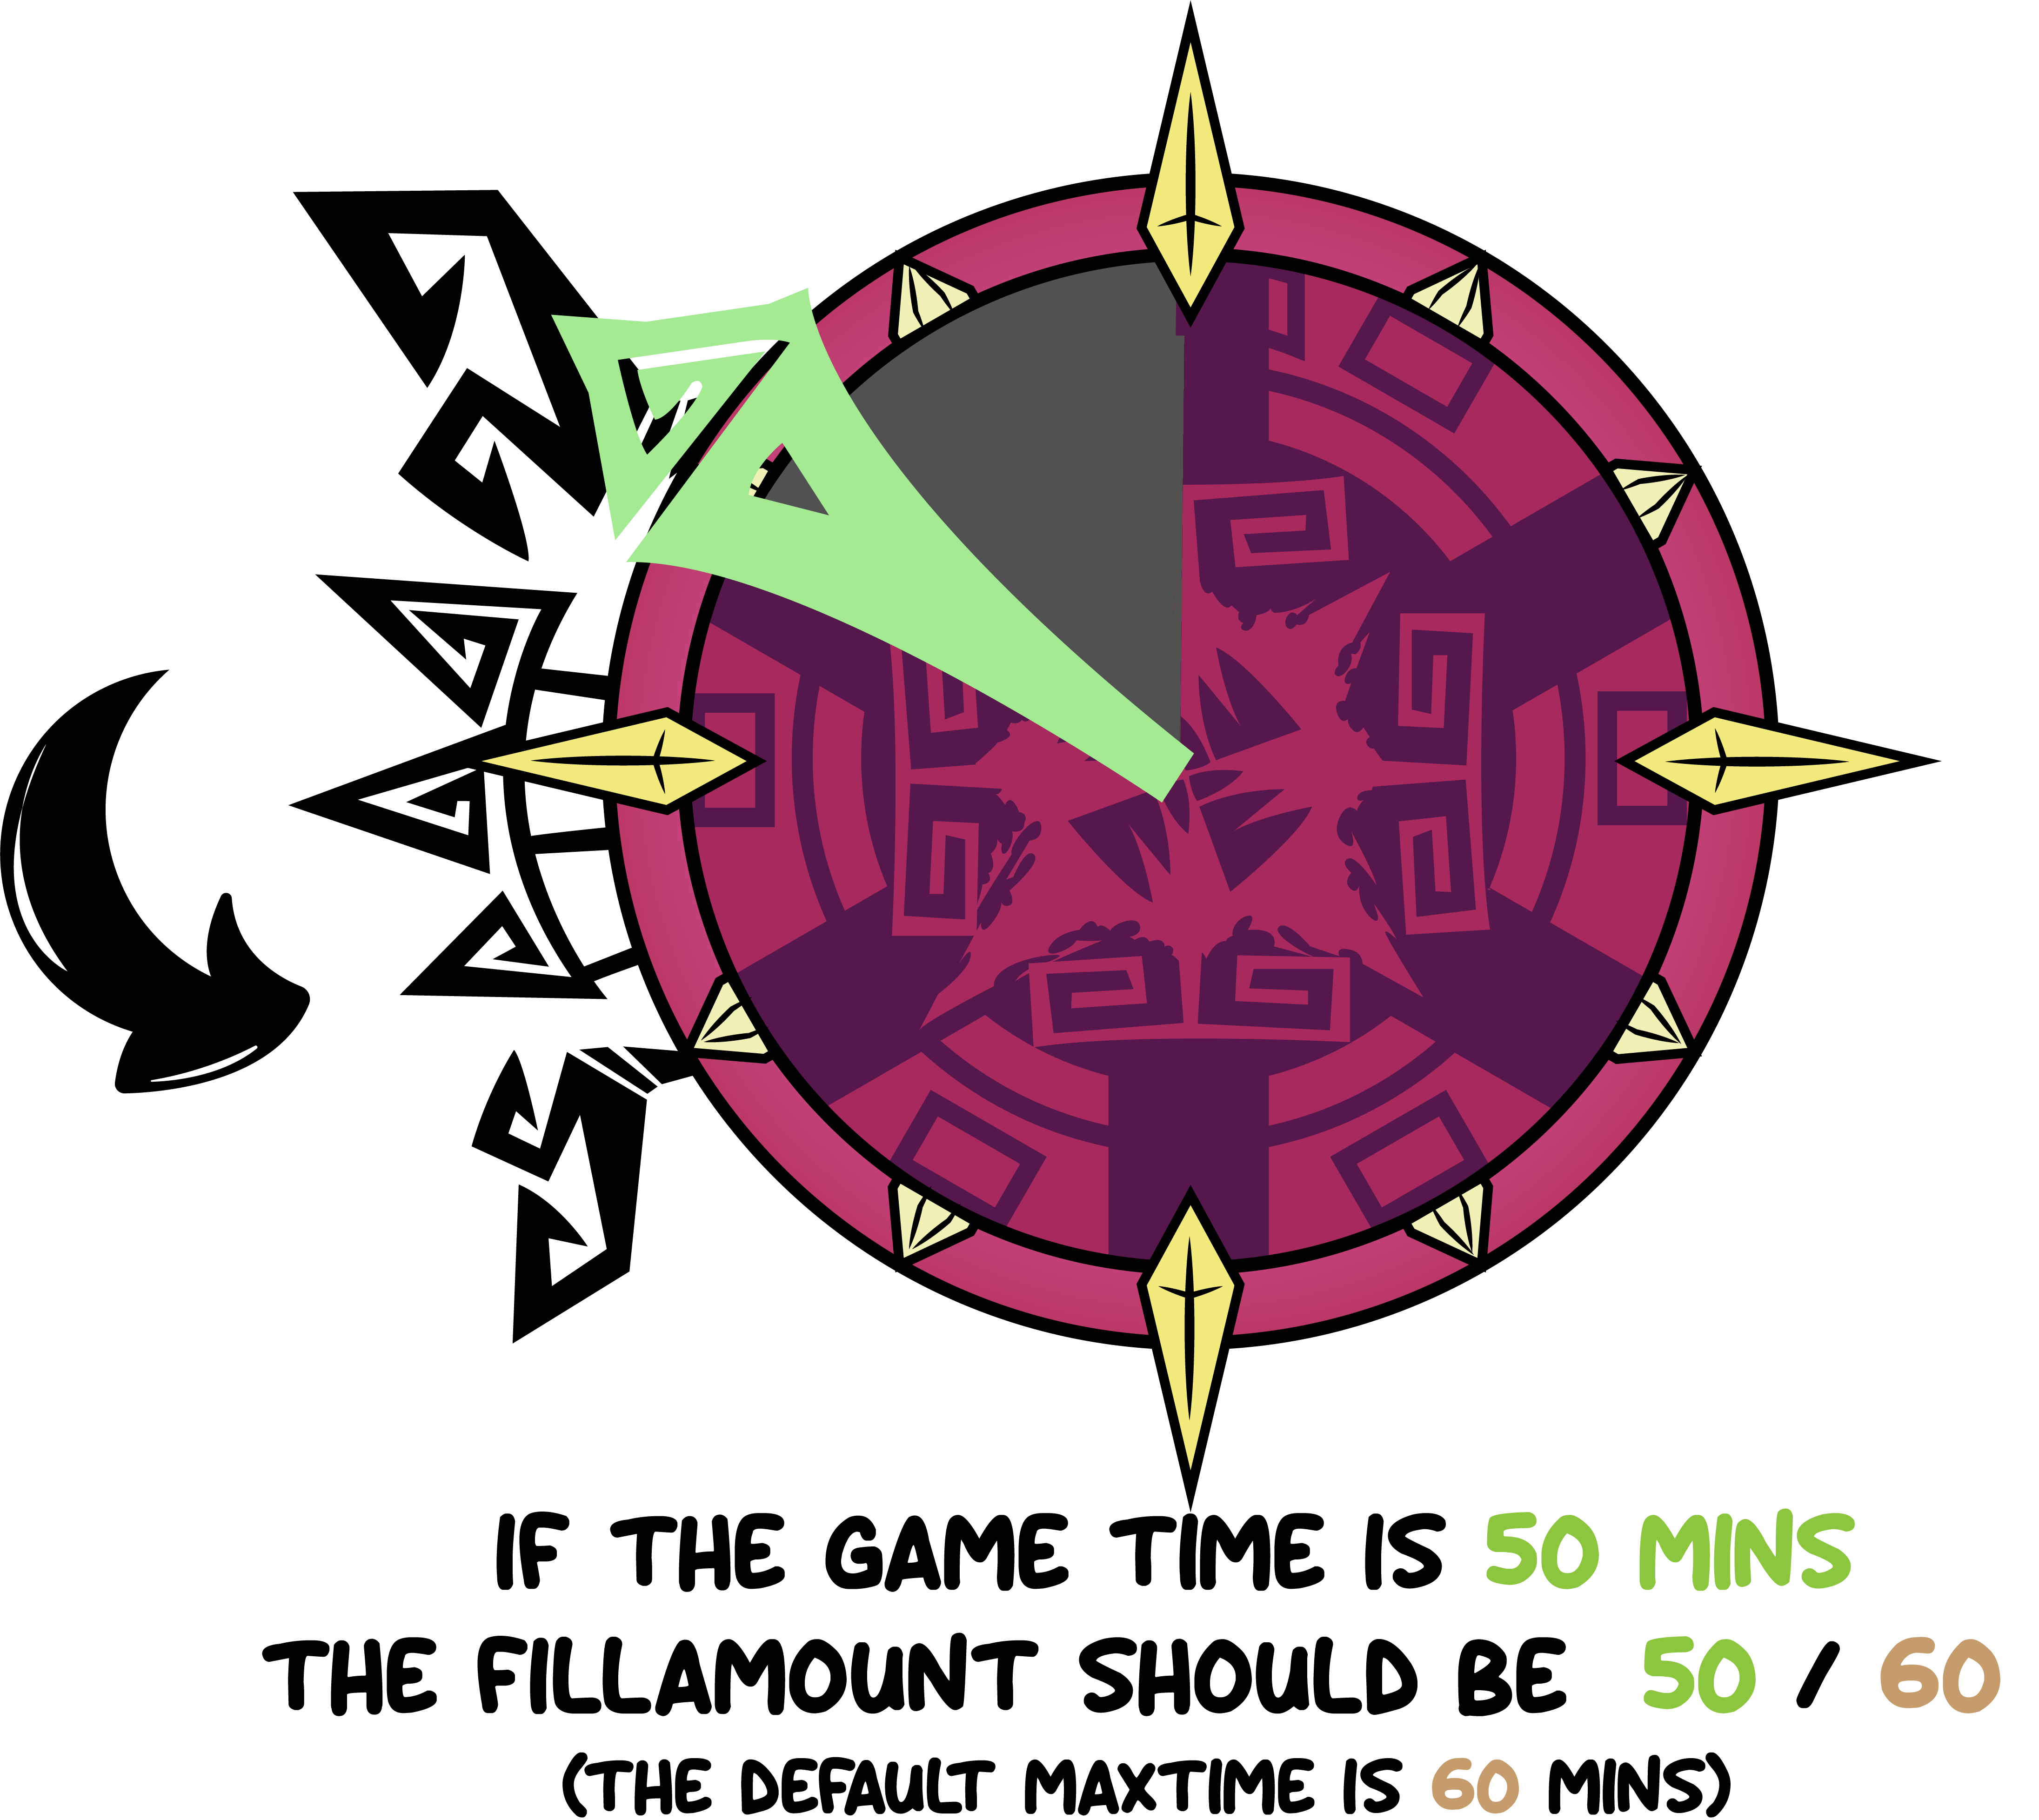 IF THE GAME TIME IS 50 MINS
THE FILLAMOUNT SHOULD BE 50 / 60
(THE DEFAULT MAXTIME IS 60 MINS)